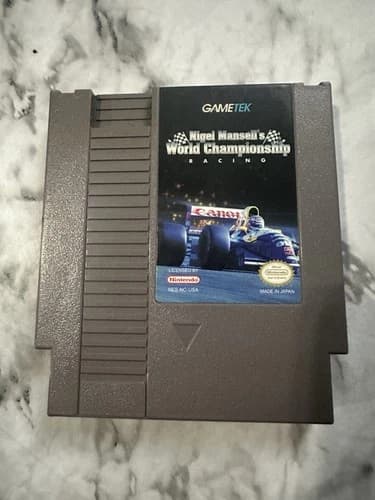 GAMETEK
Nigel Mansell's
World Championship
RACING
Canon
LICENSED BY
Nintendo
NES-NC-USA
MADE IN JAPAN